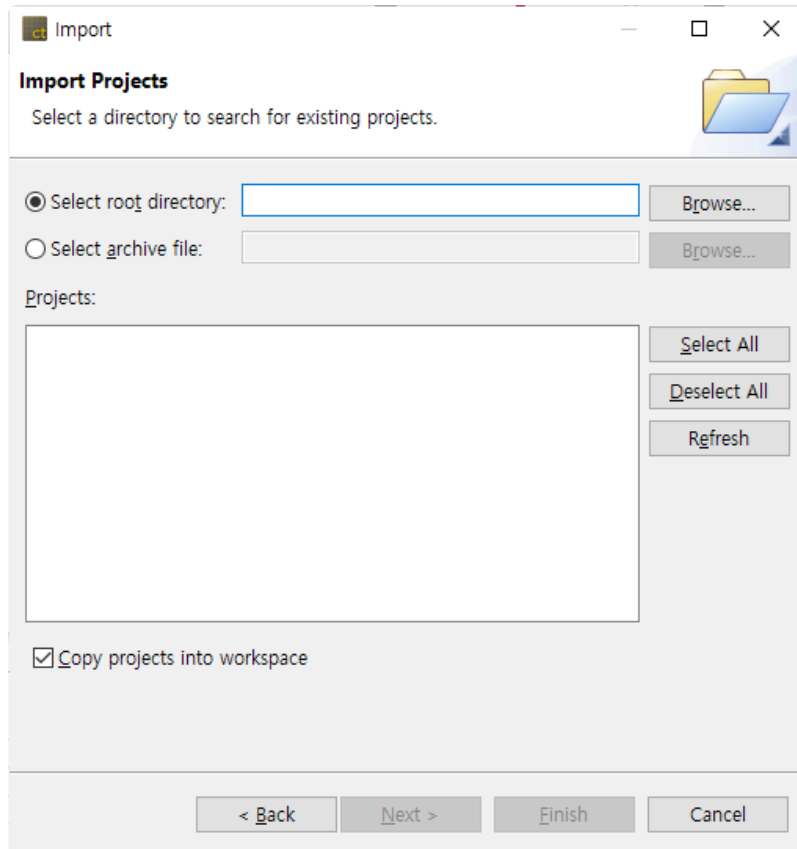 ct Import
Import Projects
Select a directory to search for existing projects.
Select root directory: Browse...
Select archive file: Browse...
Projects:
Select All
Deselect All
Refresh
Copy projects into workspace
< Back Next > Finish Cancel